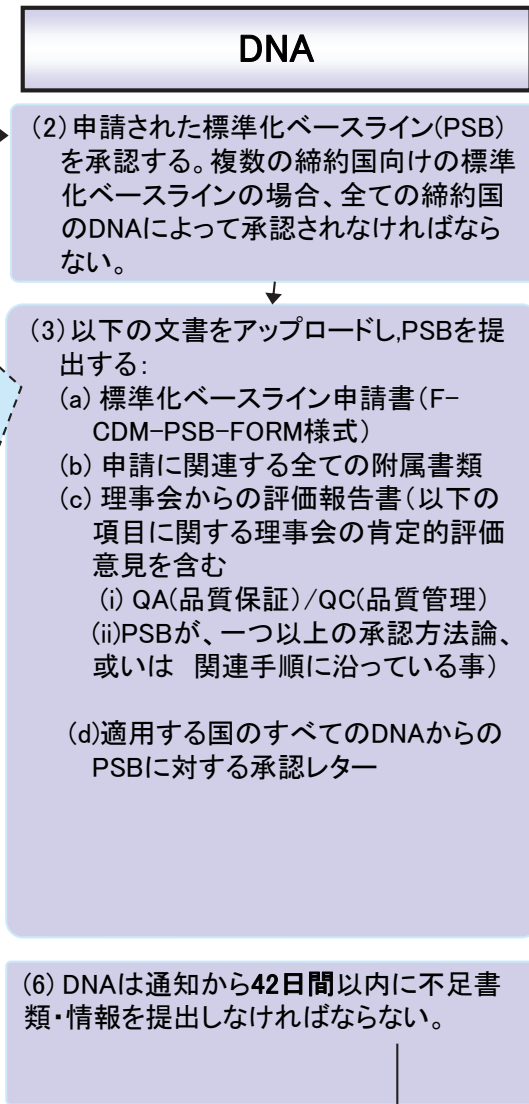 DNA
(2)申請された標準化ベースライン(PSB)
を承認する。複数の締約国向けの標準
化ベースラインの場合、全ての締約国
のDNAによって承認されなければなら
ない。
(3)以下の文書をアップロードし,PSBを提
出する:
(a) 標準化ベースライン申請書(F-
CDM-PSB-FORM様式)
(b) 申請に関連する全ての附属書類
(c) 理事会からの評価報告書(以下の
項目に関する理事会の肯定的評価
意見を含む
(i) QA(品質保証)/QC(品質管理)
(ii)PSBが、一つ以上の承認方法論、
或いは 関連手順に沿っている事)
(d)適用する国のすべてのDNAからの
PSBに対する承認レター
(6) DNAは通知から42日間以内に不足書
類・情報を提出しなければならない。